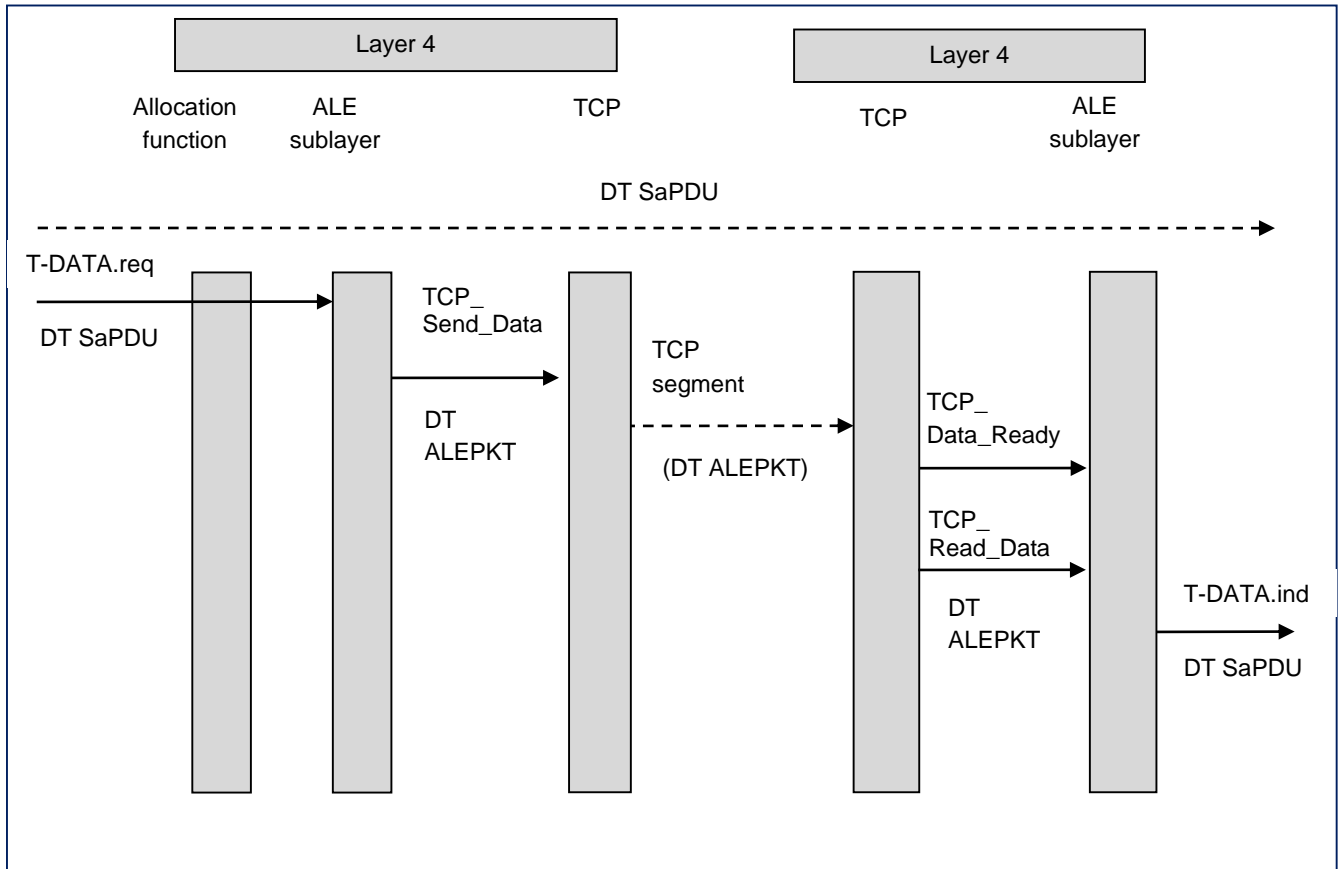 Layer 4
Layer 4
Allocation
function
ALE
sublayer
TCP
TCP
ALE
sublayer
DT SaPDU
T-DATA.req
DT SaPDU
TCP_
Send_Data
DT
ALEPKT
TCP
segment
(DT ALEPKT)
TCP_
Data_Ready
TCP_
Read_Data
DT
ALEPKT
T-DATA.ind
DT SaPDU